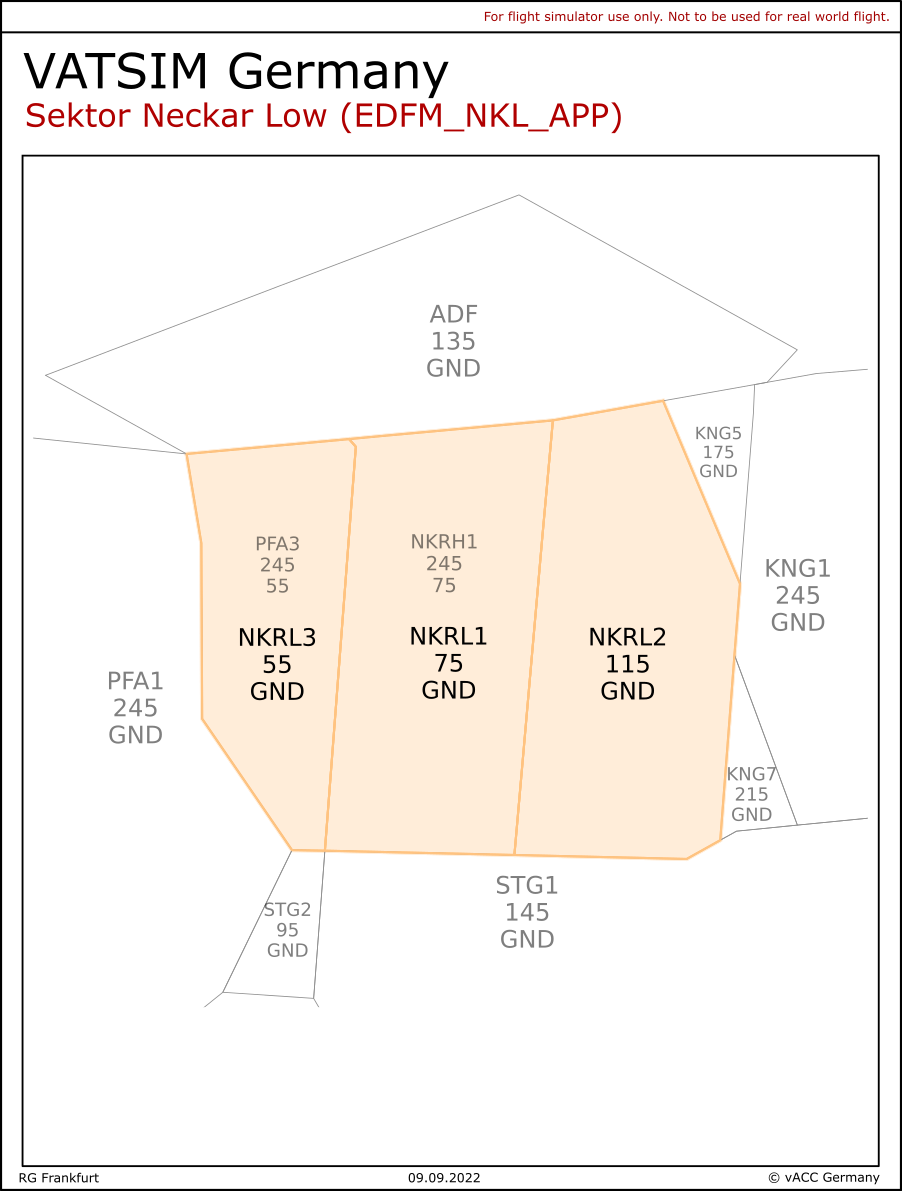 For flight simulator use only. Not to be used for real world flight.
VATSIM Germany
Sektor Neckar Low (EDFM_NKL_APP)
ADF
135
GND
KNG5
175
GND
PFA3
245
55
NKRH1
245
75
KNG1
245
GND
NKRL3
55
GND
NKRL1
75
GND
NKRL2
115
GND
PFA1
245
GND
KNG7
215
GND
STG1
145
GND
STG2
95
GND
RG Frankfurt
09.09.2022
© vACC Germany